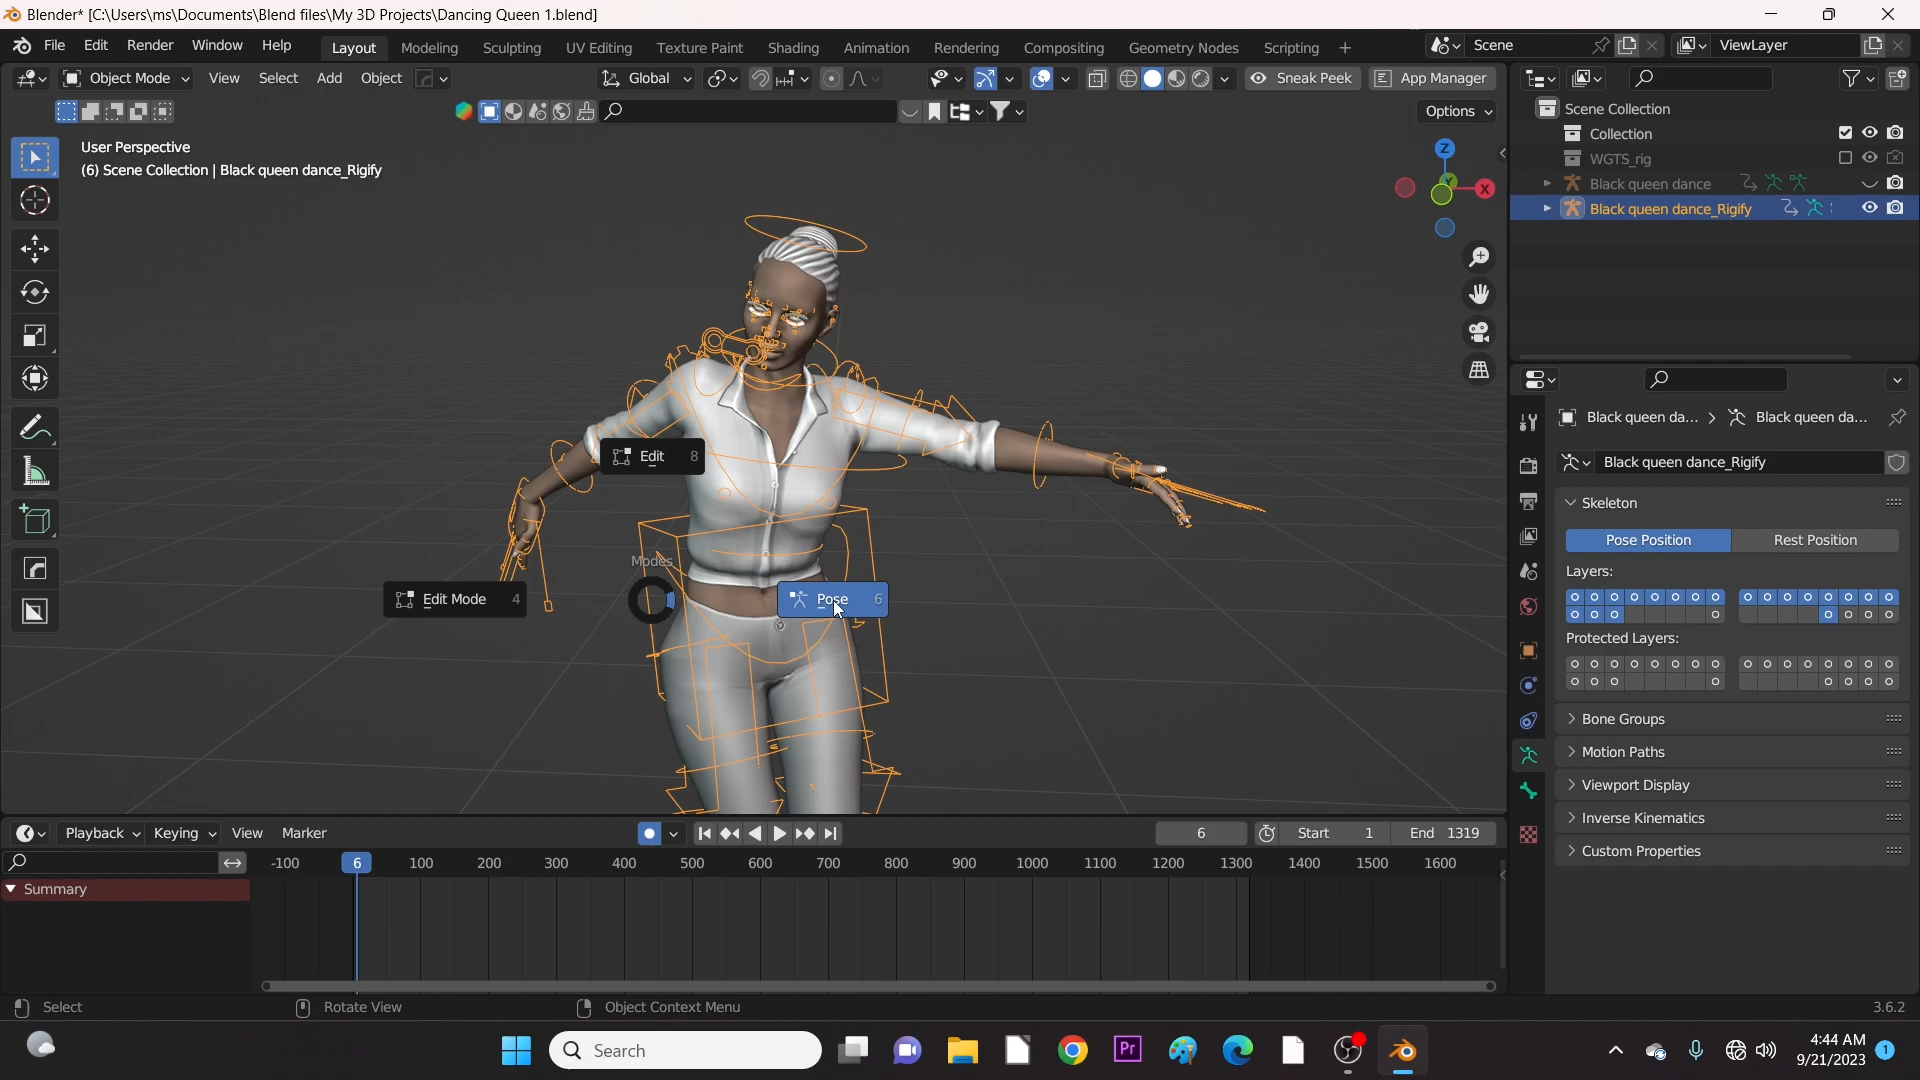 Blender* [C:\Users\ms\Documents\Blend files\My 3D Projects\Dancing Queen 1.blend]
File Edit Render Window Help Layout Modeling Sculpting UV Editing Texture Paint Shading Animation Rendering Compositing Geometry Nodes Scripting + Scene ViewLayer
Object Mode View Select Add Object Global Sneak Peek App Manager
Options
User Perspective
(6) Scene Collection | Black queen dance_Rigify
Z
Y
X
Scene Collection
Collection
WGTS_rig
Black queen dance
Black queen dance_Rigify
Edit 8
Modes
Edit Mode 4
Pose 6
Black queen da... > Black queen da...
Black queen dance_Rigify
Skeleton
Pose Position Rest Position
Layers:
Protected Layers:
Bone Groups
Motion Paths
Viewport Display
Inverse Kinematics
Custom Properties
Playback Keying View Marker 6 Start 1 End 1319
-100 6 100 200 300 400 500 600 700 800 900 1000 1100 1200 1300 1400 1500 1600
Summary
Select Rotate View Object Context Menu 3.6.2
Search
Pr
4:44 AM
9/21/2023
1